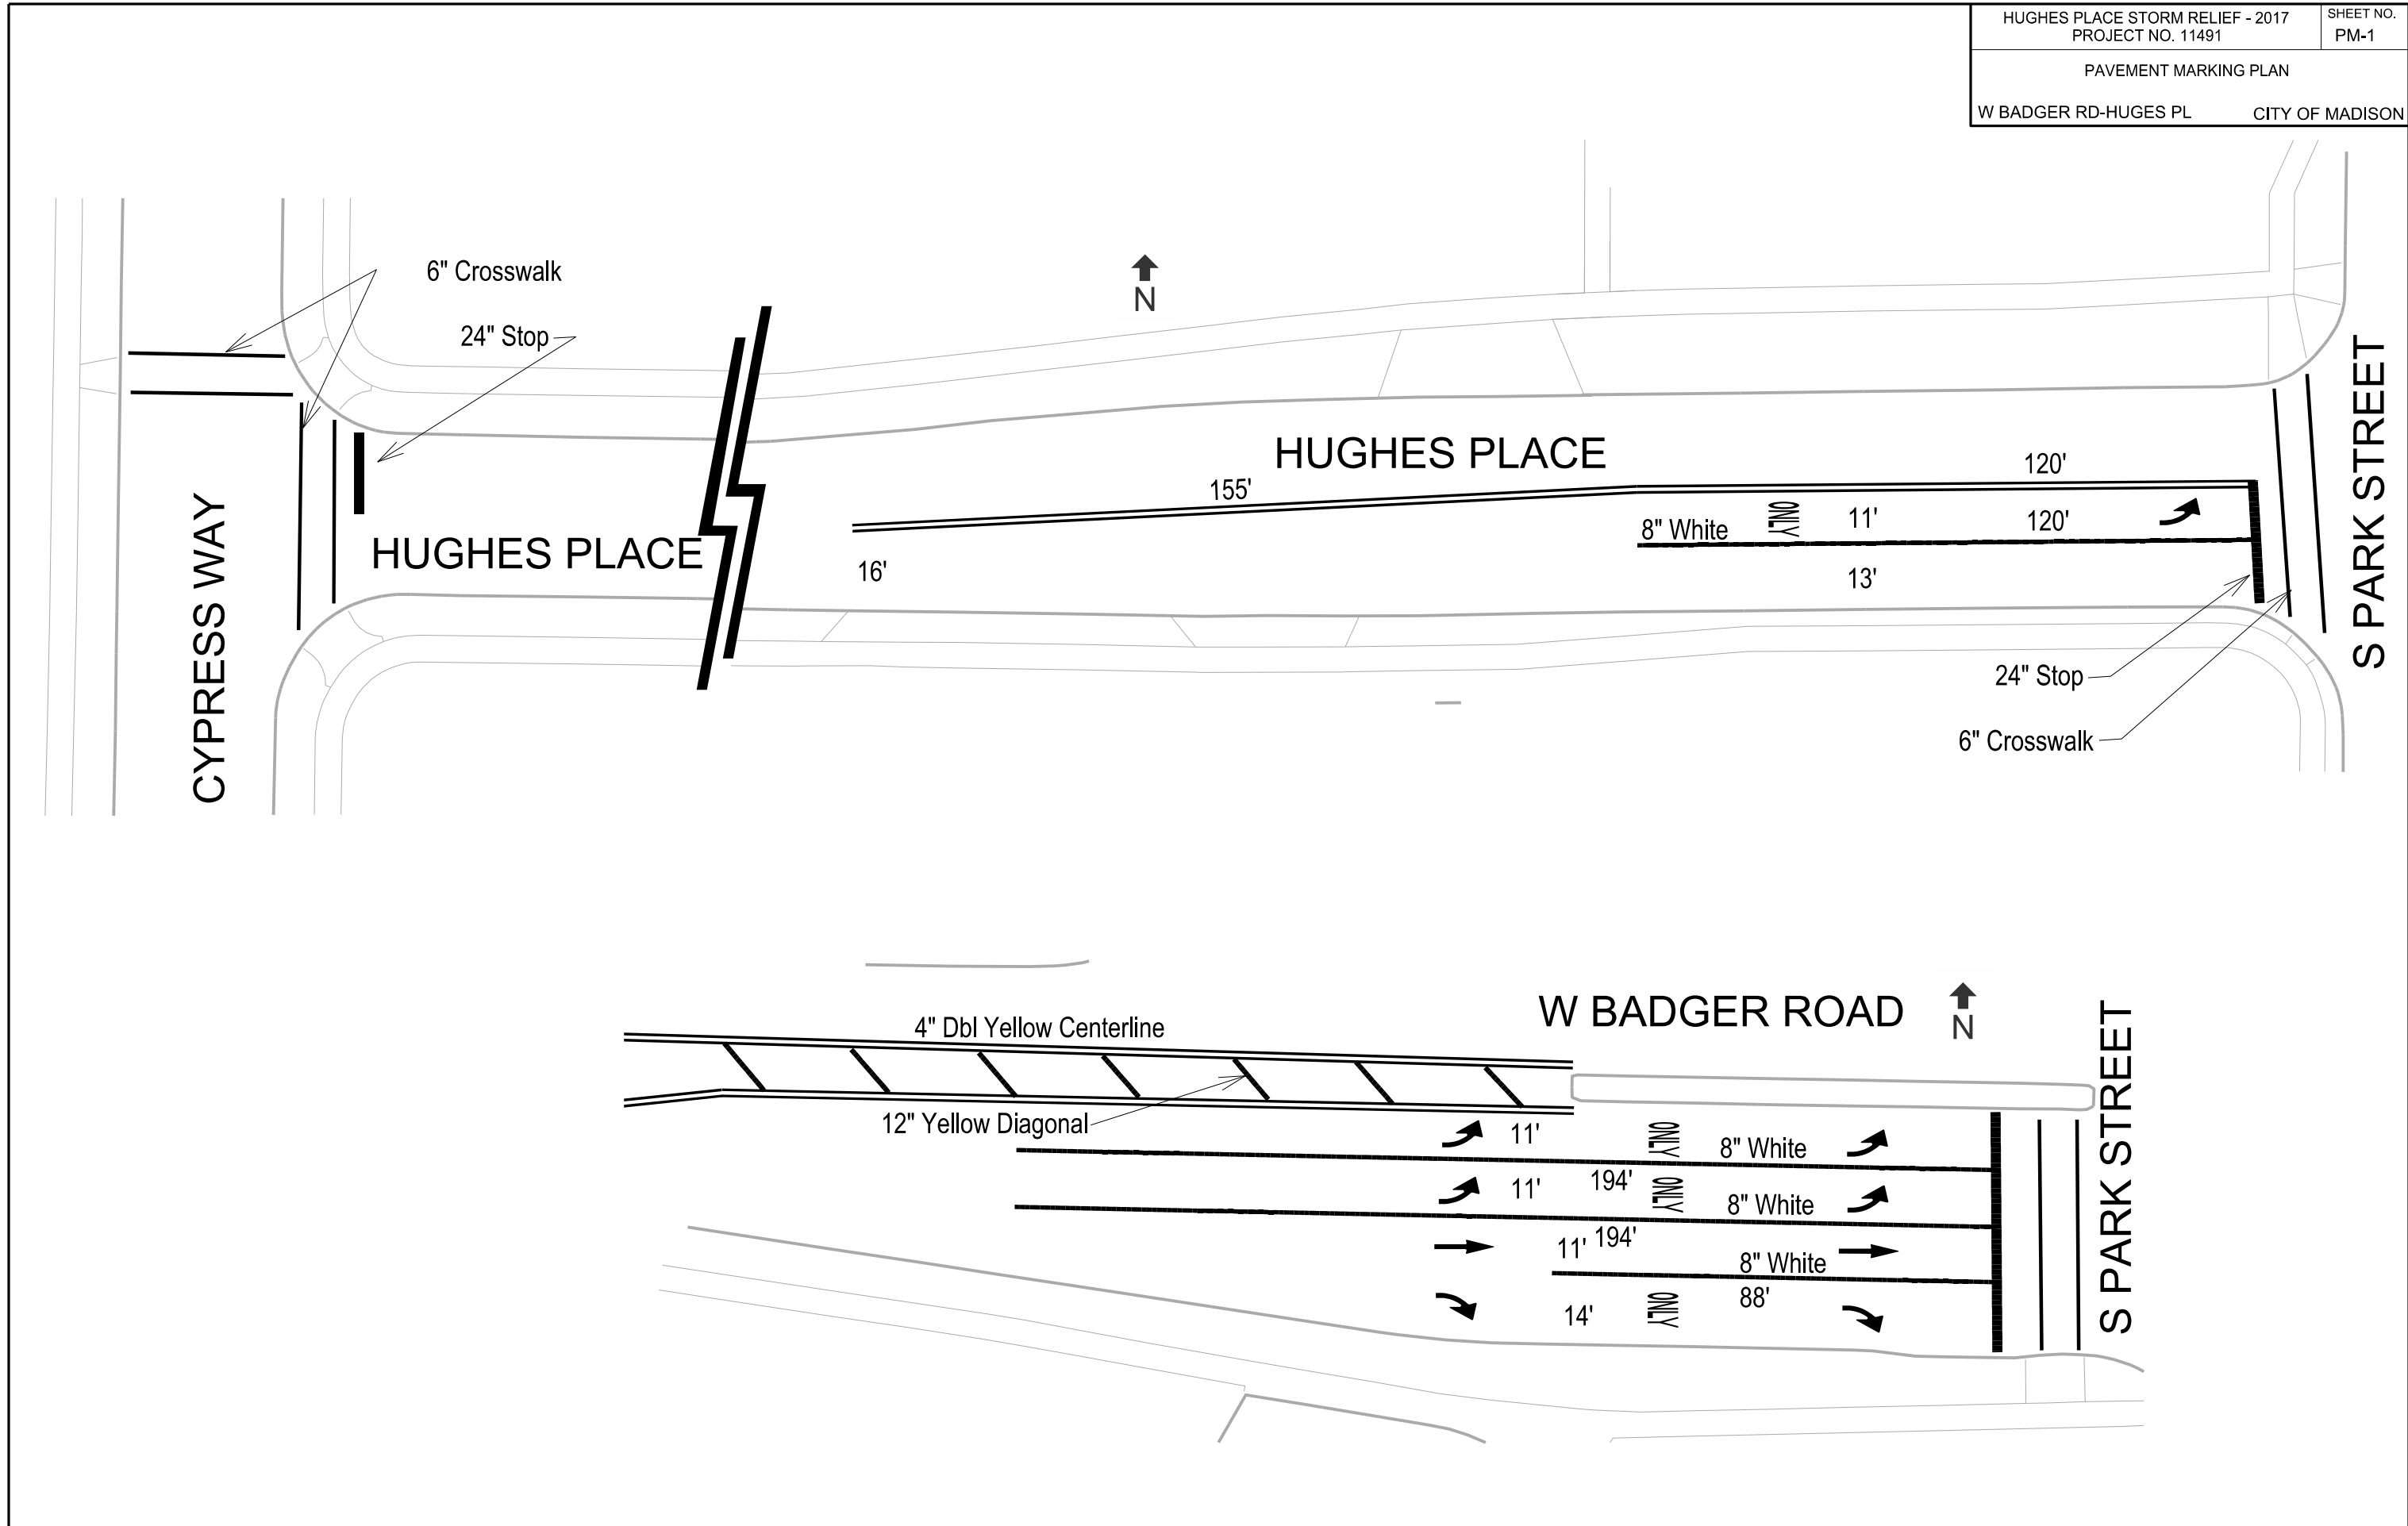 HUGHES PLACE STORM RELIEF - 2017
PROJECT NO. 11491
SHEET NO.
PM-1
PAVEMENT MARKING PLAN
W BADGER RD-HUGES PL
CITY OF MADISON
6" Crosswalk
24" Stop
N
HUGHES PLACE
120'
155'
ONLY
11'
120'
8" White
HUGHES PLACE
16'
13'
CYPRESS WAY
S PARK STREET
24" Stop
6" Crosswalk
W BADGER ROAD
N
4" Dbl Yellow Centerline
12" Yellow Diagonal
11'
ONLY
8" White
194'
11'
ONLY
8" White
194'
11'
8" White
88'
14'
ONLY
S PARK STREET